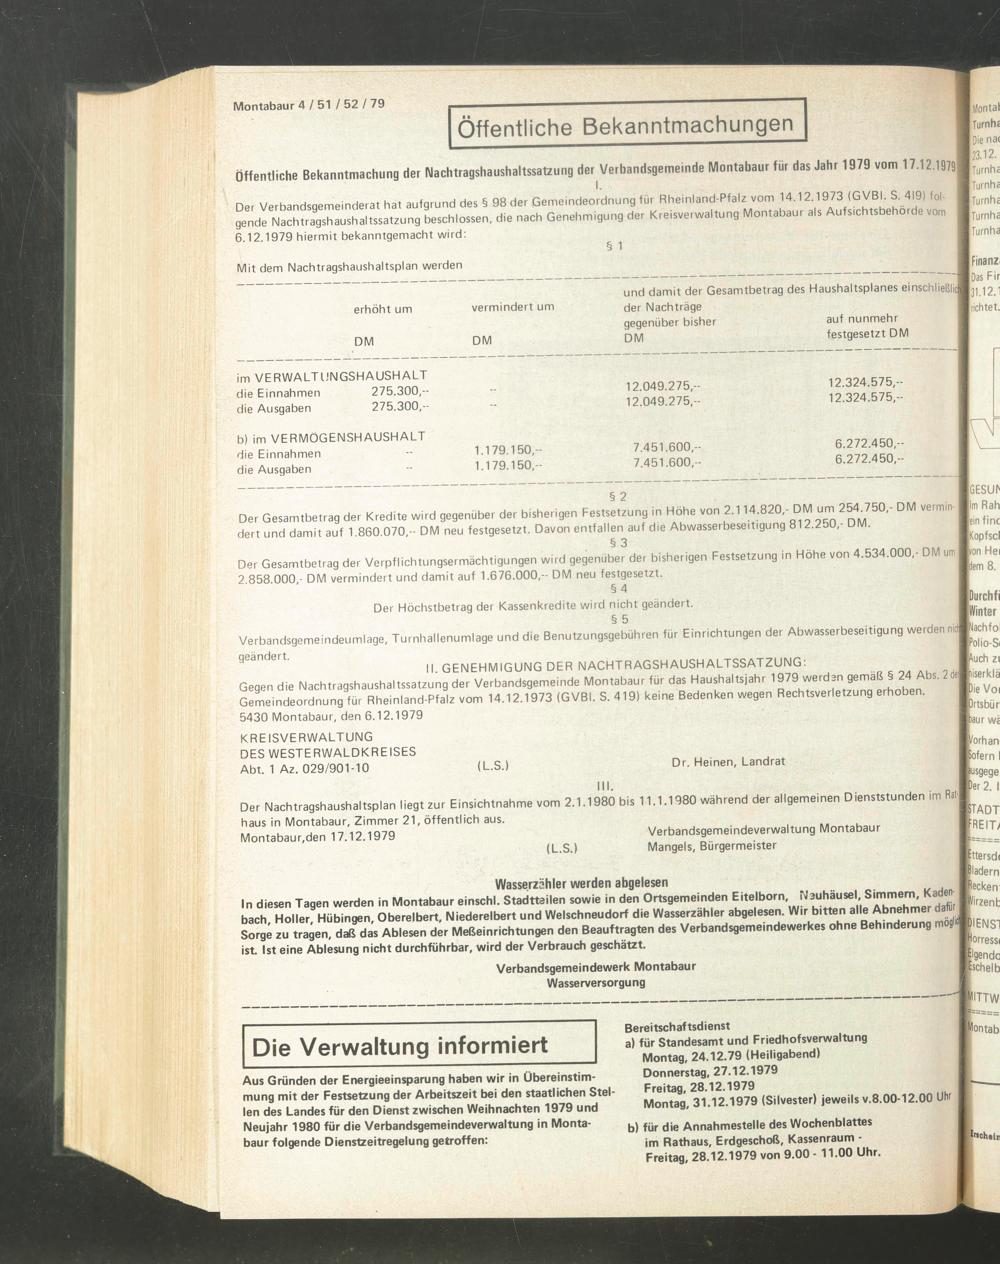 Montabaur 4 / 51 / 52 / 79
Öffentliche Bekanntmachungen
Öffentliche Bekanntmachung der Nachtragshaushaltssatzung der Verbandsgemeinde Montabaur für das Jahr 1979 vom 17.12.1979
I.
Der Verbandsgemeinderat hat aufgrund des § 98 der Gemeindeordnung für Rheinland-Pfalz vom 14.12.1973 (GVBl. S. 419) fol-
gende Nachtragshaushaltssatzung beschlossen, die nach Genehmigung der Kreisverwaltung Montabaur als Aufsichtsbehörde vom
6.12.1979 hiermit bekanntgemacht wird:
§ 1
Mit dem Nachtragshaushaltsplan werden
und damit der Gesamtbetrag des Haushaltsplanes einschließlich
erhöht um vermindert um der Nachträge
gegenüber bisher auf nunmehr
DM DM DM festgesetzt DM
im VERWALTUNGSHAUSHALT
die Einnahmen 275.300,-- -- 12.049.275,-- 12.324.575,--
die Ausgaben 275.300,-- -- 12.049.275,-- 12.324.575,--
b) im VERMÖGENSHAUSHALT
die Einnahmen -- 1.179.150,-- 7.451.600,-- 6.272.450,--
die Ausgaben -- 1.179.150,-- 7.451.600,-- 6.272.450,--
§ 2
Der Gesamtbetrag der Kredite wird gegenüber der bisherigen Festsetzung in Höhe von 2.114.820,- DM um 254.750,- DM vermin-
dert und damit auf 1.860.070,-- DM neu festgesetzt. Davon entfallen auf die Abwasserbeseitigung 812.250,- DM.
§ 3
Der Gesamtbetrag der Verpflichtungsermächtigungen wird gegenüber der bisherigen Festsetzung in Höhe von 4.534.000,- DM um
2.858.000,- DM vermindert und damit auf 1.676.000,-- DM neu festgesetzt.
§ 4
Der Höchstbetrag der Kassenkredite wird nicht geändert.
§ 5
Verbandsgemeindeumlage, Turnhallenumlage und die Benutzungsgebühren für Einrichtungen der Abwasserbeseitigung werden nicht
geändert.
II. GENEHMIGUNG DER NACHTRAGSHAUSHALTSSATZUNG:
Gegen die Nachtragshaushaltssatzung der Verbandsgemeinde Montabaur für das Haushaltsjahr 1979 werden gemäß § 24 Abs. 2 der
Gemeindeordnung für Rheinland-Pfalz vom 14.12.1973 (GVBl. S. 419) keine Bedenken wegen Rechtsverletzung erhoben.
5430 Montabaur, den 6.12.1979
KREISVERWALTUNG
DES WESTERWALDKREISES
Abt. 1 Az. 029/901-10 (L.S.) Dr. Heinen, Landrat
III.
Der Nachtragshaushaltsplan liegt zur Einsichtnahme vom 2.1.1980 bis 11.1.1980 während der allgemeinen Dienststunden im Rat-
haus in Montabaur, Zimmer 21, öffentlich aus.
Montabaur,den 17.12.1979 Verbandsgemeindeverwaltung Montabaur
(L.S.) Mangels, Bürgermeister
Wasserzähler werden abgelesen
In diesen Tagen werden in Montabaur einschl. Stadtteilen sowie in den Ortsgemeinden Eitelborn, Neuhäusel, Simmern, Kaden-
bach, Holler, Hübingen, Oberelbert, Niederelbert und Welschneudorf die Wasserzähler abgelesen. Wir bitten alle Abnehmer dafür
Sorge zu tragen, daß das Ablesen der Meßeinrichtungen den Beauftragten des Verbandsgemeindewerkes ohne Behinderung möglich
ist. Ist eine Ablesung nicht durchführbar, wird der Verbrauch geschätzt.
Verbandsgemeindewerk Montabaur
Wasserversorgung
Die Verwaltung informiert
Aus Gründen der Energieeinsparung haben wir in Übereinstim-
mung mit der Festsetzung der Arbeitszeit bei den staatlichen Stel-
len des Landes für den Dienst zwischen Weihnachten 1979 und
Neujahr 1980 für die Verbandsgemeindeverwaltung in Monta-
baur folgende Dienstzeitregelung getroffen:
Bereitschaftsdienst
a) für Standesamt und Friedhofsverwaltung
Montag, 24.12.79 (Heiligabend)
Donnerstag, 27.12.1979
Freitag, 28.12.1979
Montag, 31.12.1979 (Silvester) jeweils v.8.00-12.00 Uhr
b) für die Annahmestelle des Wochenblattes
im Rathaus, Erdgeschoß, Kassenraum -
Freitag, 28.12.1979 von 9.00 - 11.00 Uhr.